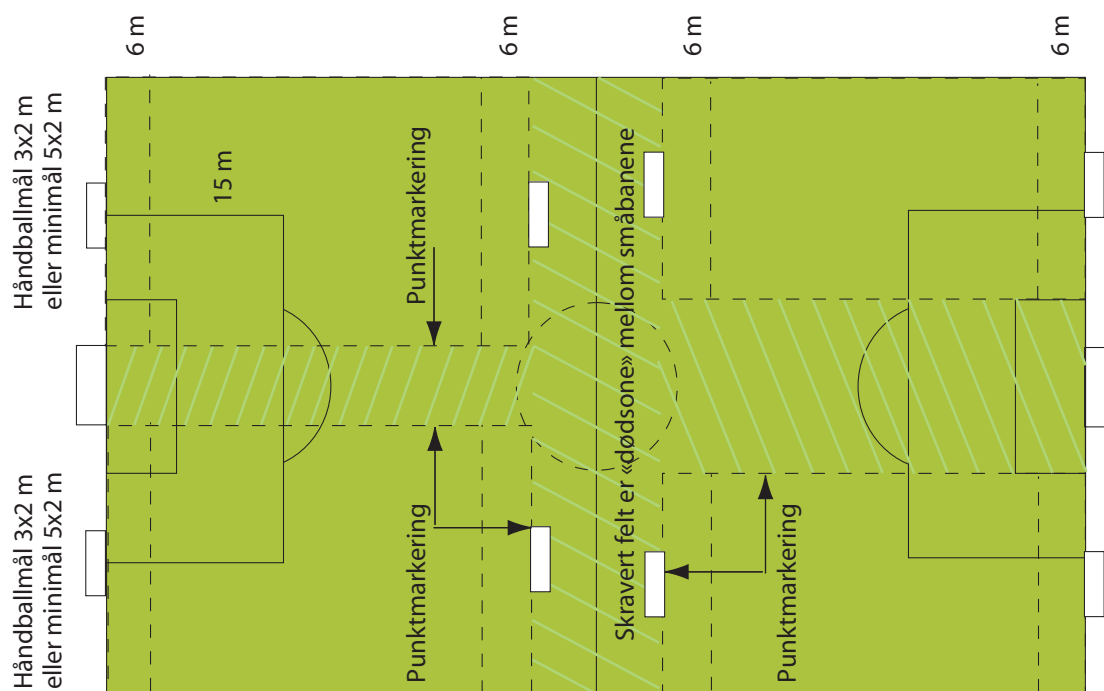 Håndballmål 3x2 m
eller minimål 5x2 m
Håndballmål 3x2 m
eller minimål 5x2 m
6 m
6 m
6 m
6 m
15 m
Punktmarkering
Punktmarkering
Skravert felt er «dødsone» mellom småbanene
Punktmarkering